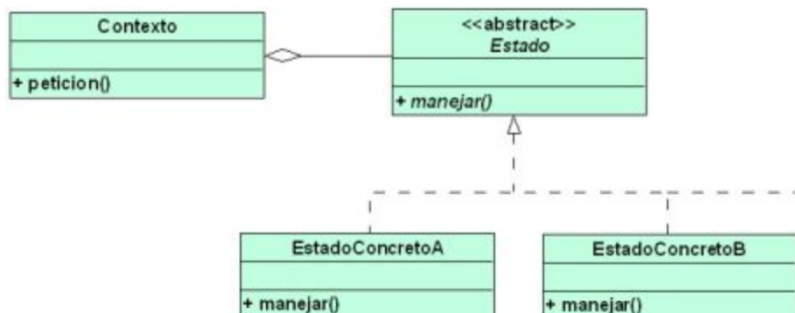 Contexto
+ peticion()
<<abstract>>
Estado
+ manejar()
EstadoConcretoA
+ manejar()
EstadoConcretoB
+ manejar()